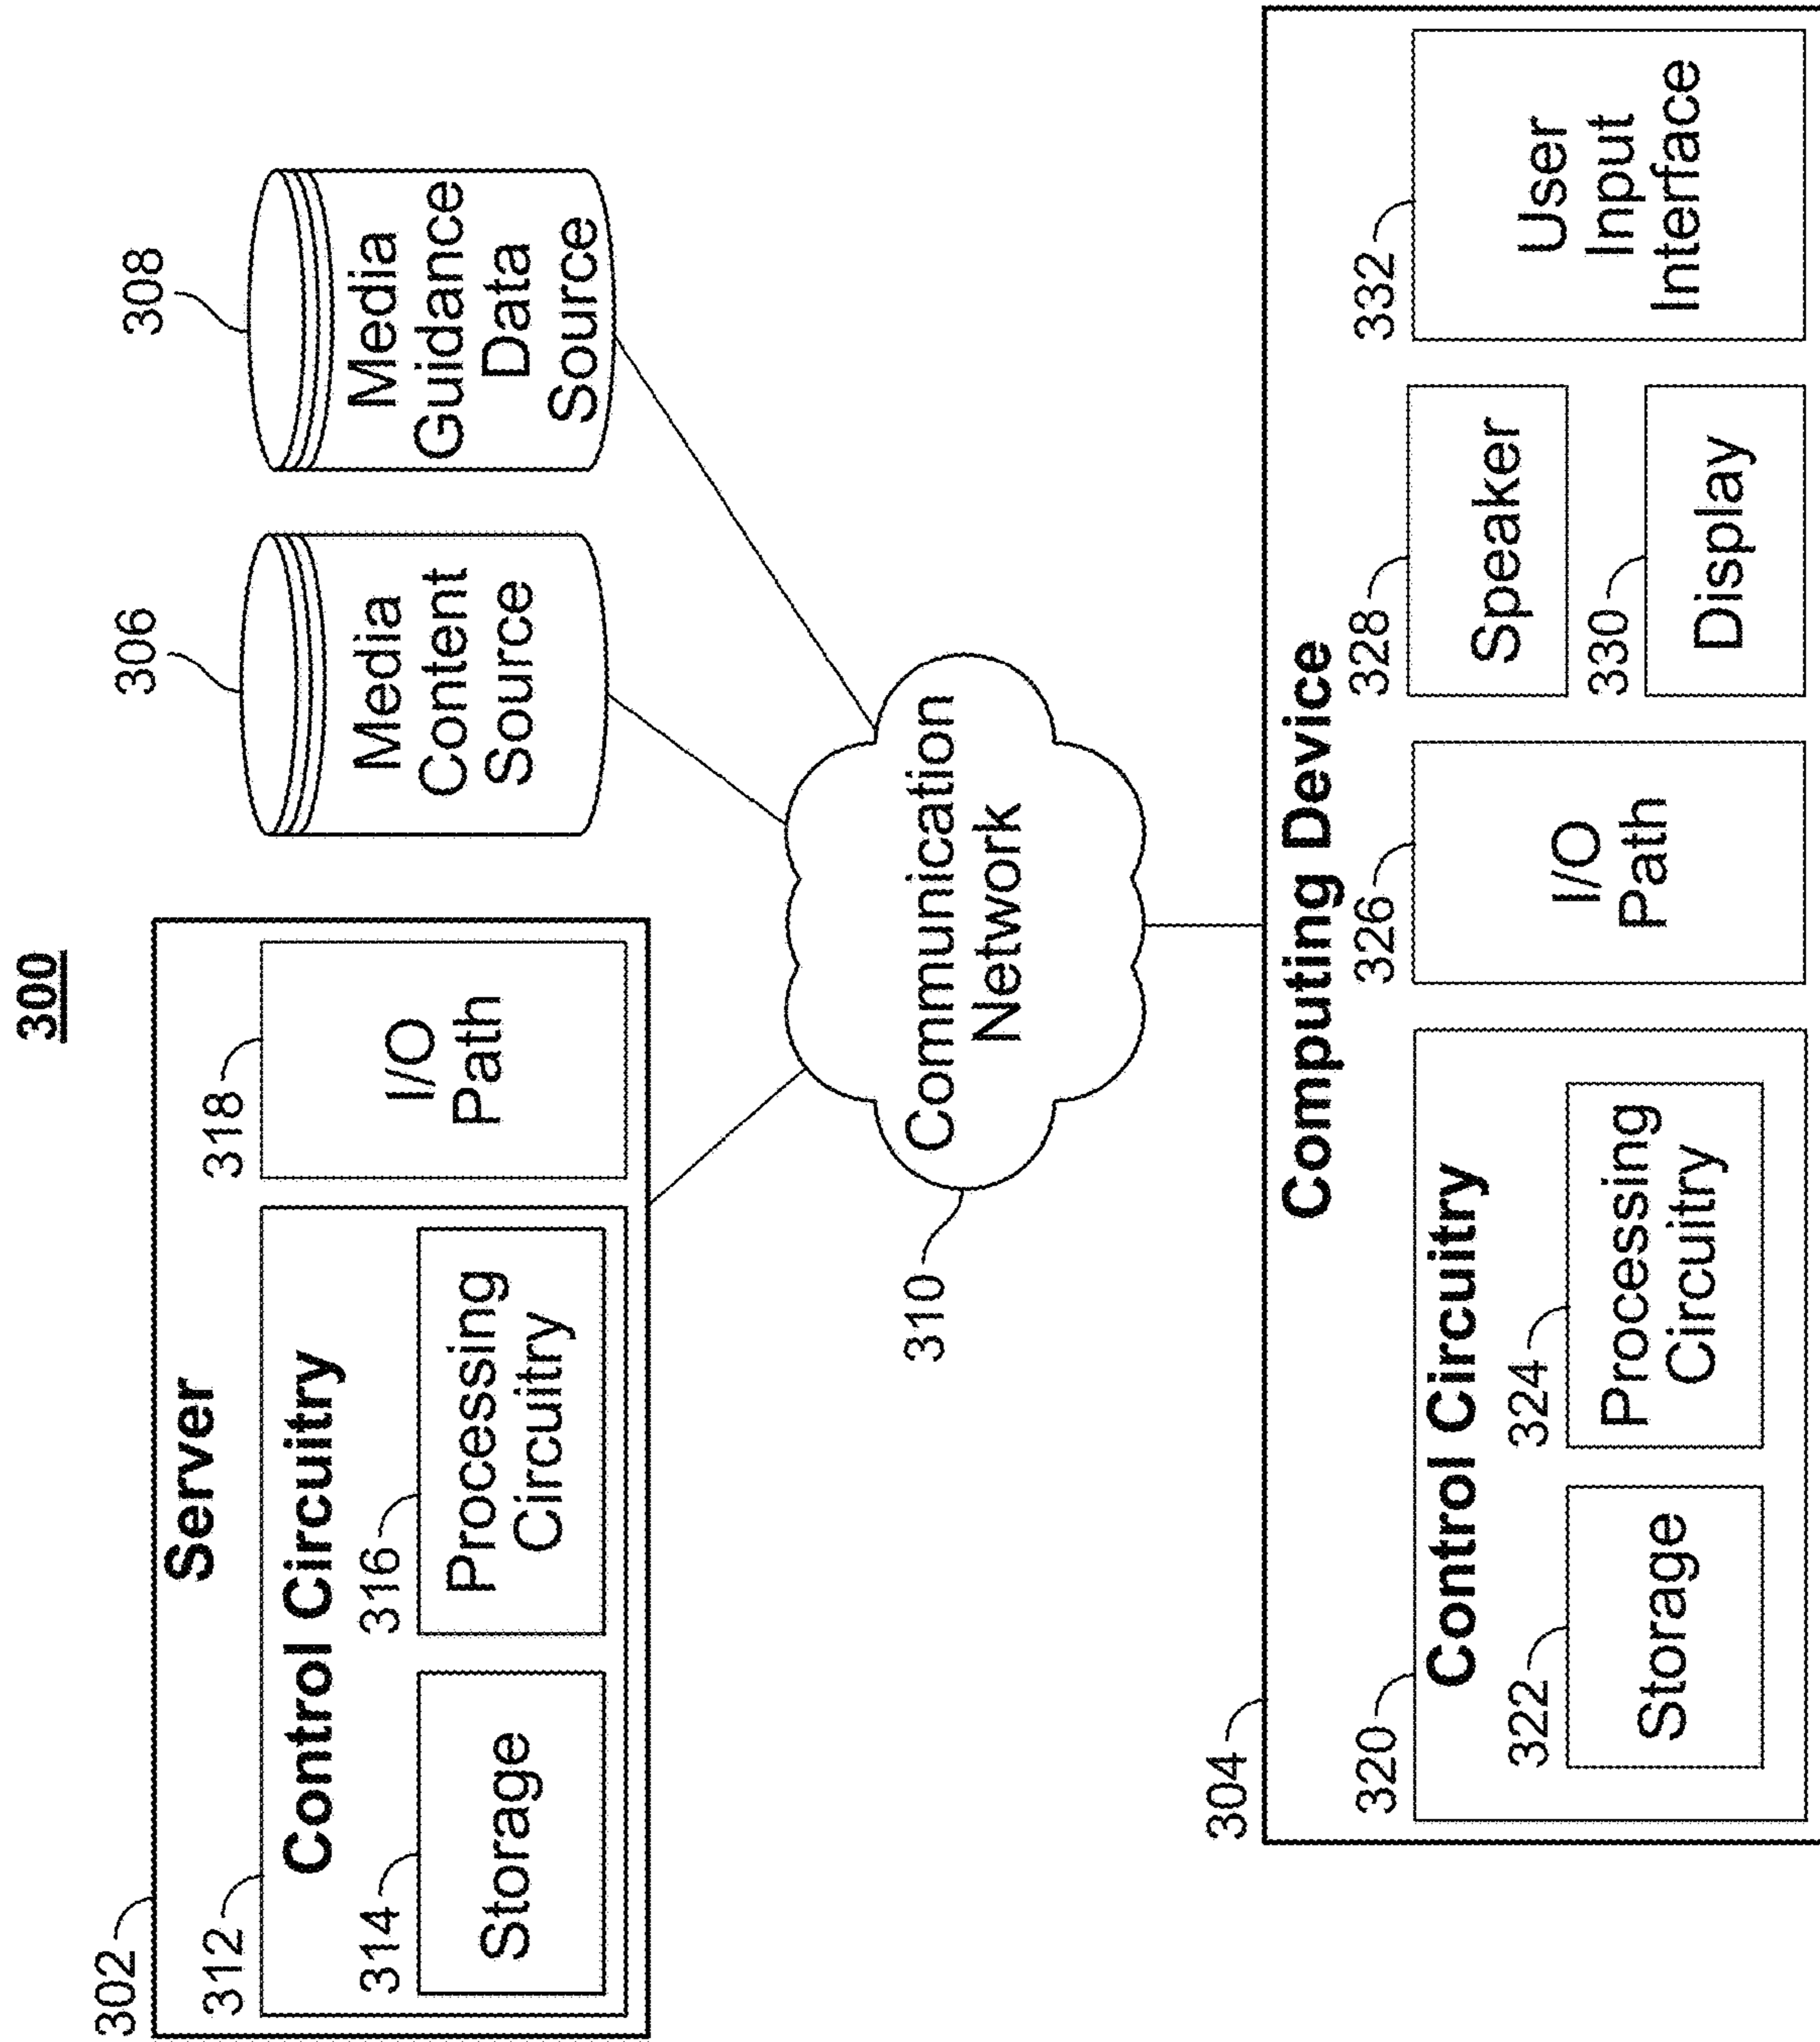 300
302
Server
312
Control Circuitry
314
Storage
316
Processing
Circuitry
318
I/O
Path
306
Media
Content
Source
308
Media
Guidance
Data
Source
310
Communication
Network
304
Computing Device
320
Control Circuitry
322
Storage
324
Processing
Circuitry
326
I/O
Path
328
Speaker
330
Display
332
User
Input
Interface